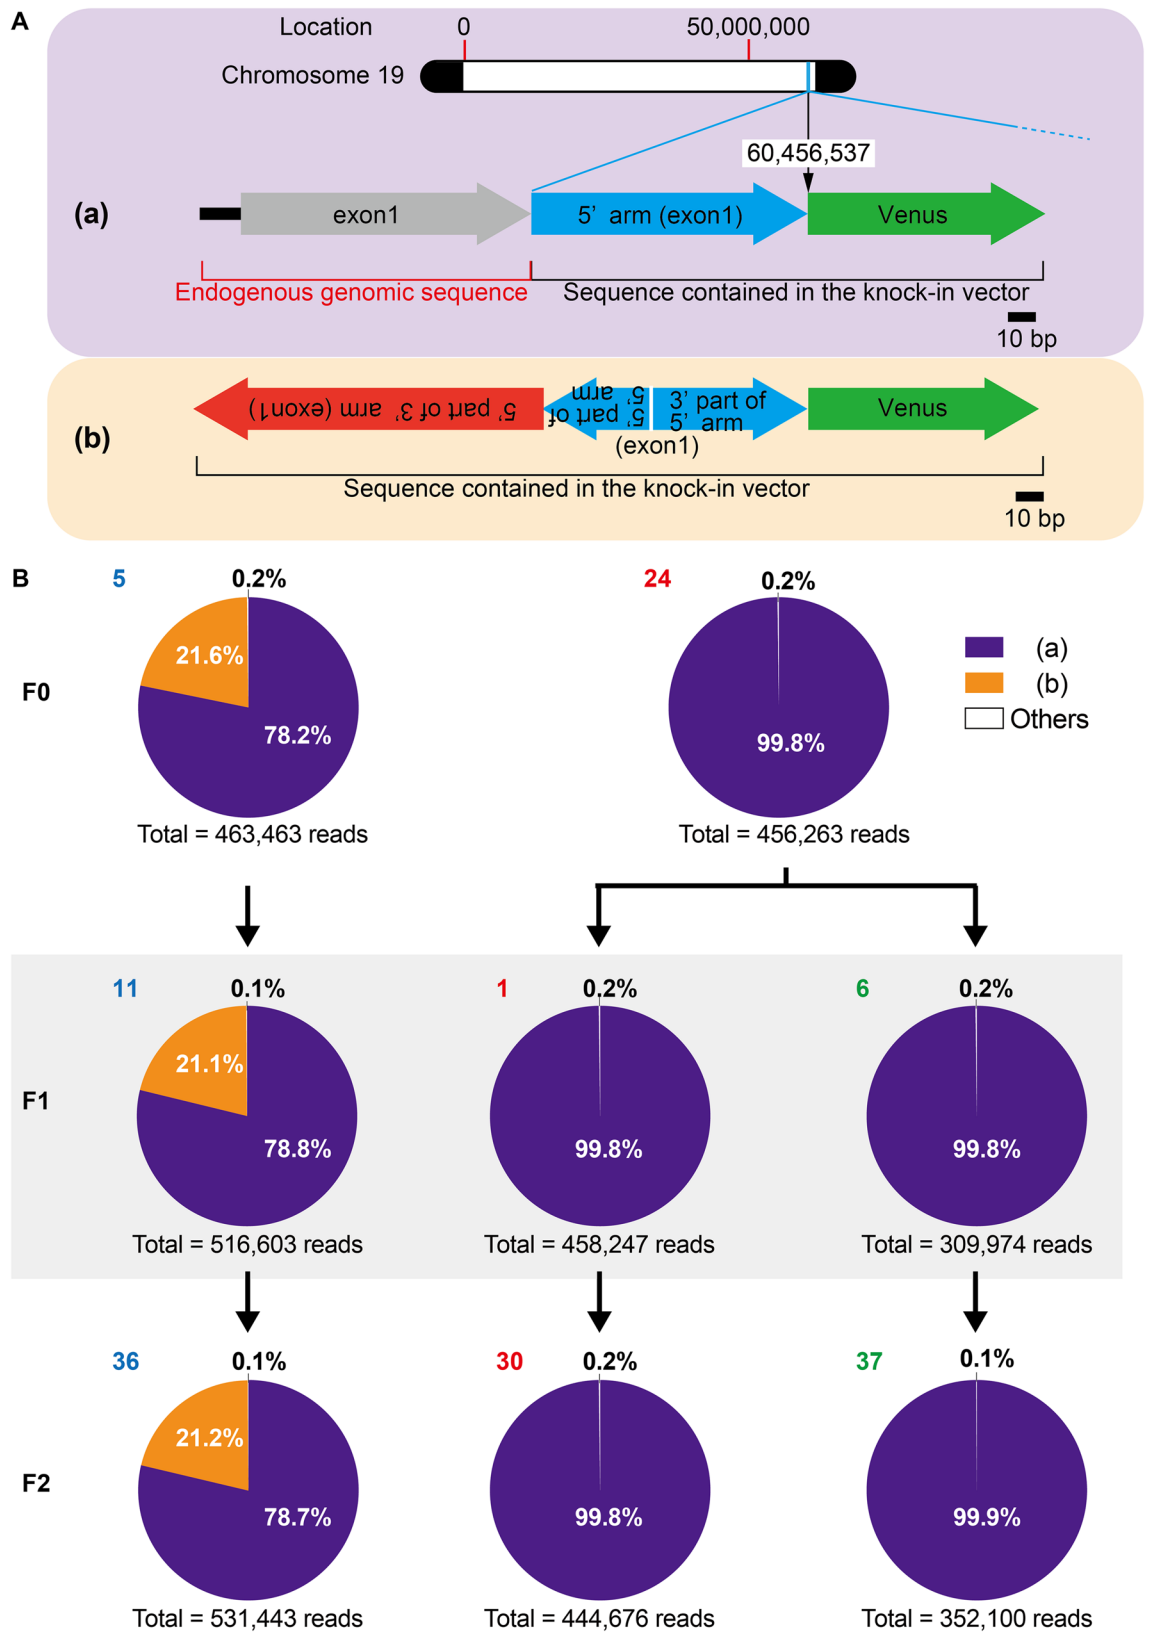 A
Location 0 50,000,000
Chromosome 19
60,456,537
(a) exon1 5’ arm (exon1) Venus
Endogenous genomic sequence Sequence contained in the knock-in vector
10 bp
(b) 5’ part of 3’ arm (exon1) 5’ part of 5’ arm 3’ part of 5’ arm Venus
(exon1)
Sequence contained in the knock-in vector
10 bp
B 5 0.2% 24 0.2%
21.6%
78.2%
99.8%
F0
(a)
(b)
Others
Total = 463,463 reads Total = 456,263 reads
11 0.1% 1 0.2% 6 0.2%
21.1%
F1
78.8% 99.8% 99.8%
Total = 516,603 reads Total = 458,247 reads Total = 309,974 reads
36 0.1% 30 0.2% 37 0.1%
21.2%
F2
78.7% 99.8% 99.9%
Total = 531,443 reads Total = 444,676 reads Total = 352,100 reads